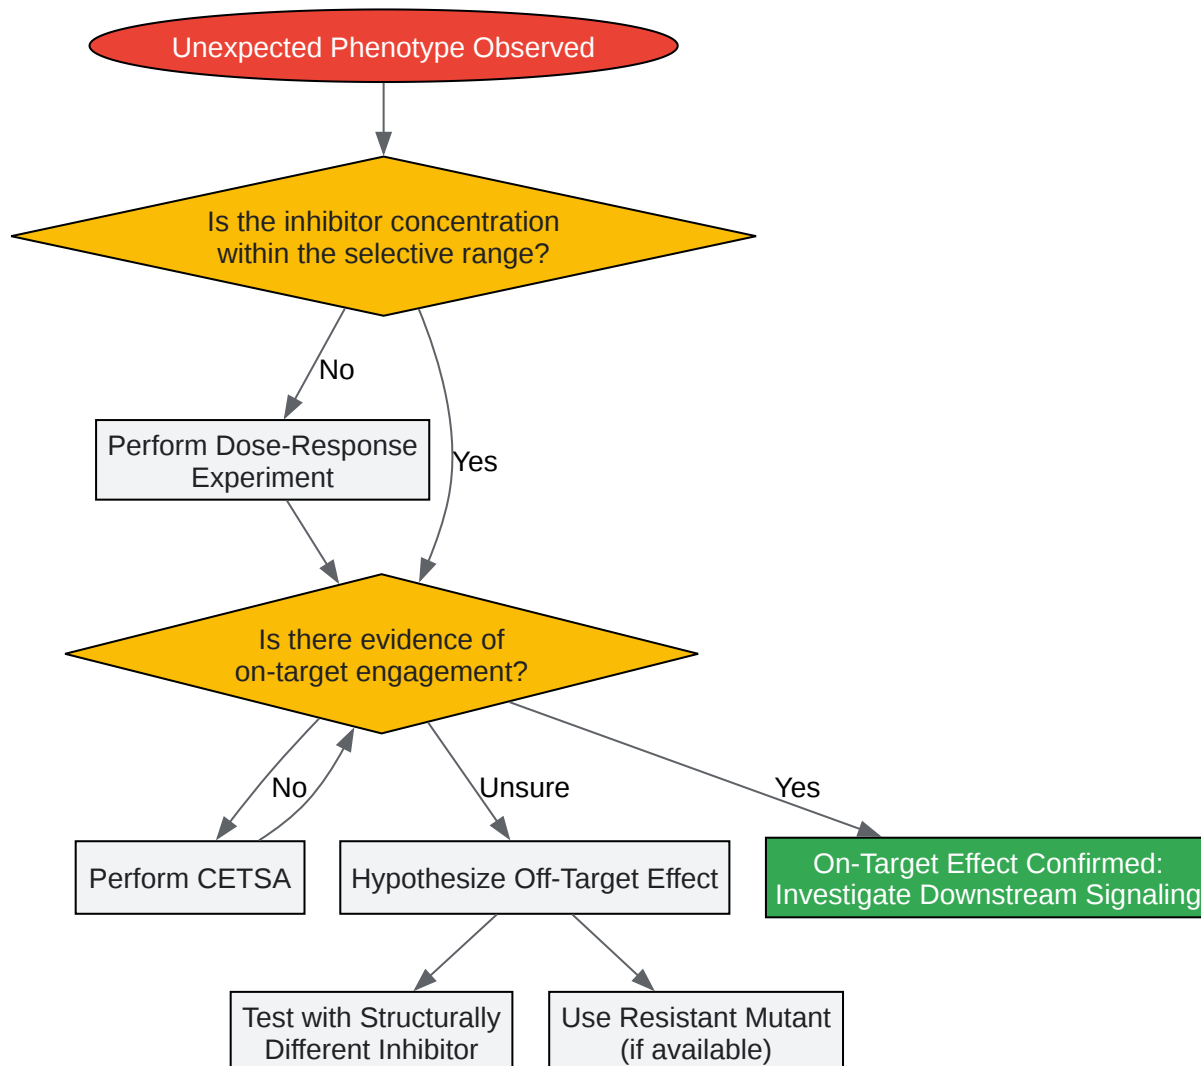 Unexpected Phenotype Observed
Is the inhibitor concentration
within the selective range?
No
Yes
Perform Dose-Response
Experiment
Is there evidence of
on-target engagement?
No
Unsure
Yes
Perform CETSA
Hypothesize Off-Target Effect
On-Target Effect Confirmed:
Investigate Downstream Signaling
Test with Structurally
Different Inhibitor
Use Resistant Mutant
(if available)